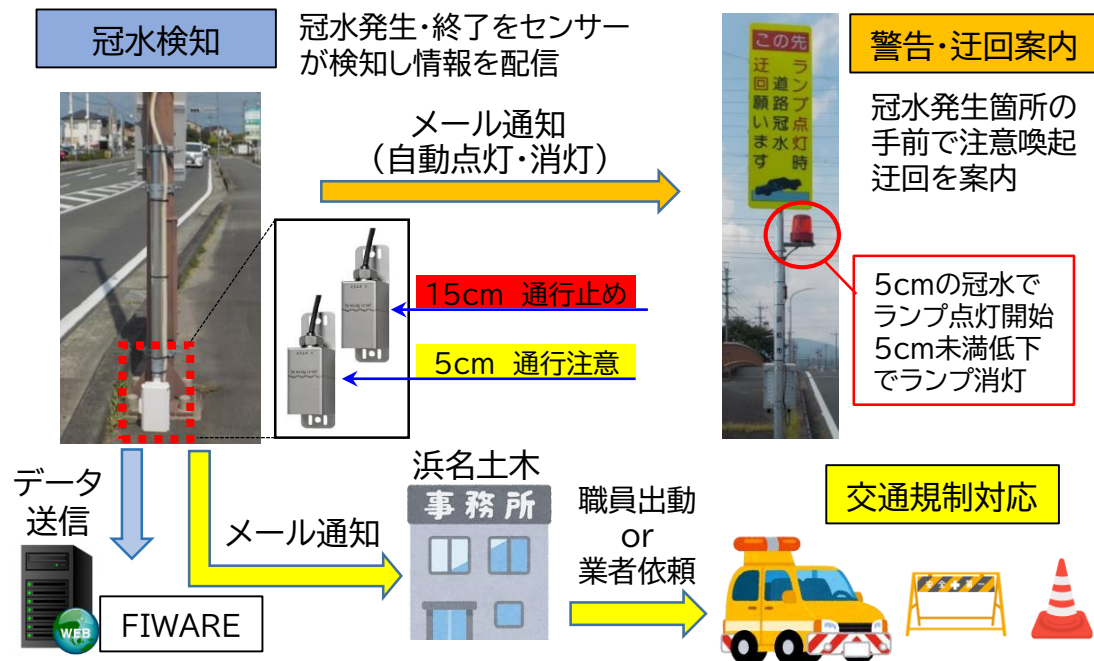 冠水検知
冠水発生・終了をセンサー
が検知し情報を配信
メール通知
（自動点灯・消灯）
この先
ランプ点灯時
道路冠水
迂回願います
警告・迂回案内
冠水発生箇所の
手前で注意喚起
迂回を案内
15cm 通行止め
5cm 通行注意
5cmの冠水で
ランプ点灯開始
5cm未満低下
でランプ消灯
データ
送信
WEB
FIWARE
メール通知
浜名土木
事務所
職員出動
or
業者依頼
交通規制対応
安全✚第一